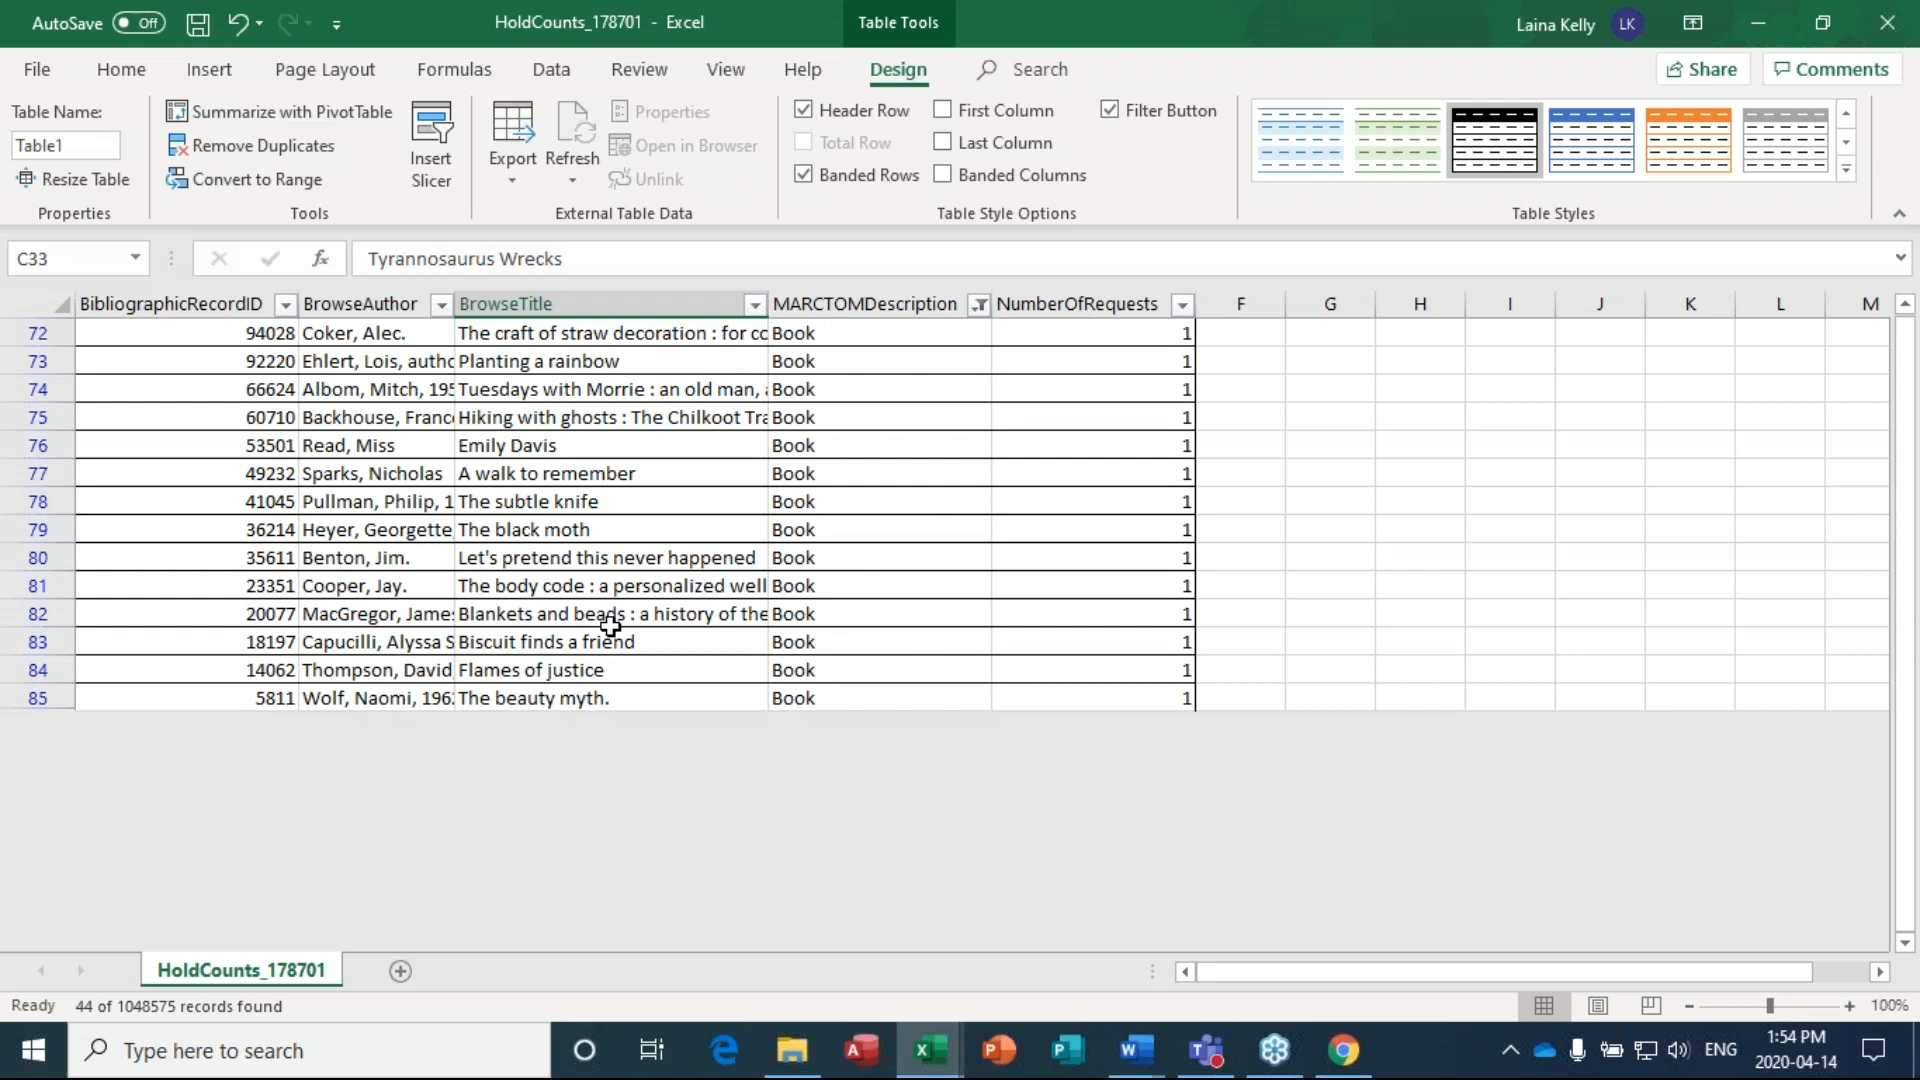 AutoSave Off HoldCounts_178701 - Excel Table Tools Laina Kelly LK
File Home Insert Page Layout Formulas Data Review View Help Design Search Share Comments
Table Name:
Table1
Resize Table
Properties
Summarize with PivotTable
Remove Duplicates
Convert to Range
Tools
Insert
Slicer
Export Refresh
Properties
Open in Browser
Unlink
External Table Data
Header Row First Column Filter Button
Total Row Last Column
Banded Rows Banded Columns
Table Style Options
Table Styles
C33 fx Tyrannosaurus Wrecks
BibliographicRecordID BrowseAuthor BrowseTitle MARCTOMDescription NumberOfRequests F G H I J K L M
72 94028 Coker, Alec. The craft of straw decoration : for co Book 1
73 92220 Ehlert, Lois, autho Planting a rainbow Book 1
74 66624 Albom, Mitch, 195 Tuesdays with Morrie : an old man, a Book 1
75 60710 Backhouse, Franc Hiking with ghosts : The Chilkoot Tra Book 1
76 53501 Read, Miss Emily Davis Book 1
77 49232 Sparks, Nicholas A walk to remember Book 1
78 41045 Pullman, Philip, 1 The subtle knife Book 1
79 36214 Heyer, Georgette, The black moth Book 1
80 35611 Benton, Jim. Let's pretend this never happened Book 1
81 23351 Cooper, Jay. The body code : a personalized well Book 1
82 20077 MacGregor, James Blankets and beads : a history of the Book 1
83 18197 Capucilli, Alyssa S Biscuit finds a friend Book 1
84 14062 Thompson, David, Flames of justice Book 1
85 5811 Wolf, Naomi, 1962 The beauty myth. Book 1
HoldCounts_178701
Ready 44 of 1048575 records found 100%
Type here to search ENG 1:54 PM
2020-04-14